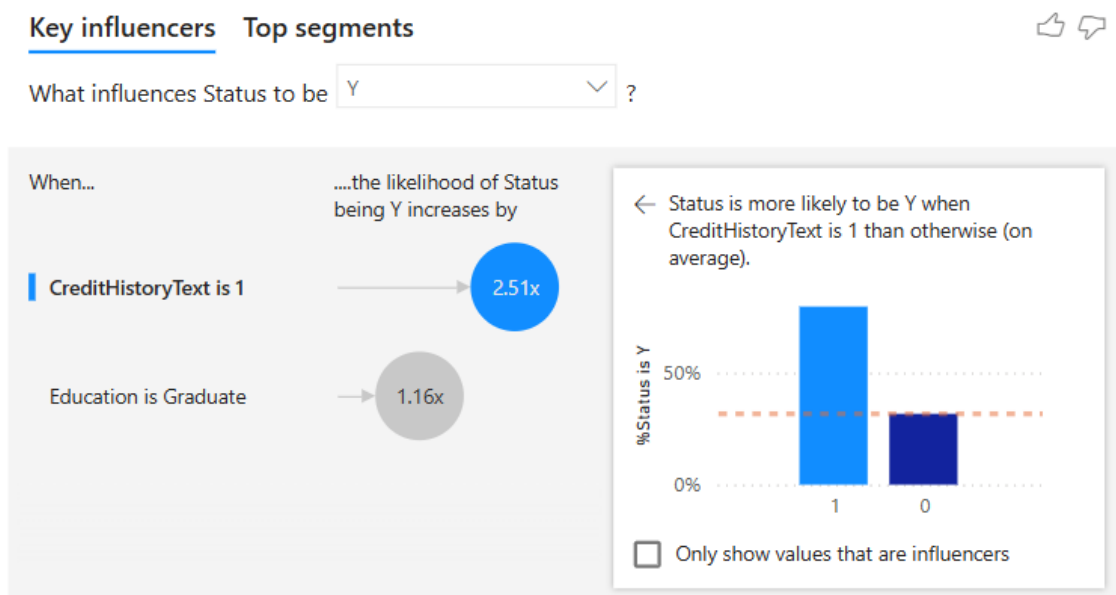 Key influencers Top segments
What influences Status to be Y ?
When...
....the likelihood of Status
being Y increases by
CreditHistoryText is 1
2.51x
Education is Graduate
1.16x
Status is more likely to be Y when
CreditHistoryText is 1 than otherwise (on
average).
%Status is Y
50%
0%
1 0
Only show values that are influencers